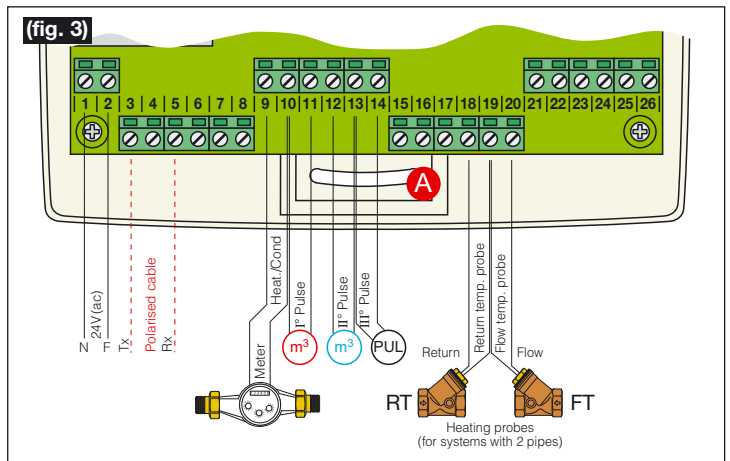 (fig. 3)
1 2 3 4 5 6 7 8 9 10 11 12 13 14 15 16 17 18 19 20 21 22 23 24 25 26
A
24V(ac)
N F
Tx
Polarised cable
Rx
Heat./Cond
Meter
I° Pulse
II° Pulse
III° Pulse
m³
m³
PUL
Return temp. probe
Flow temp. probe
Return
Flow
RT
FT
Heating probes
(for systems with 2 pipes)